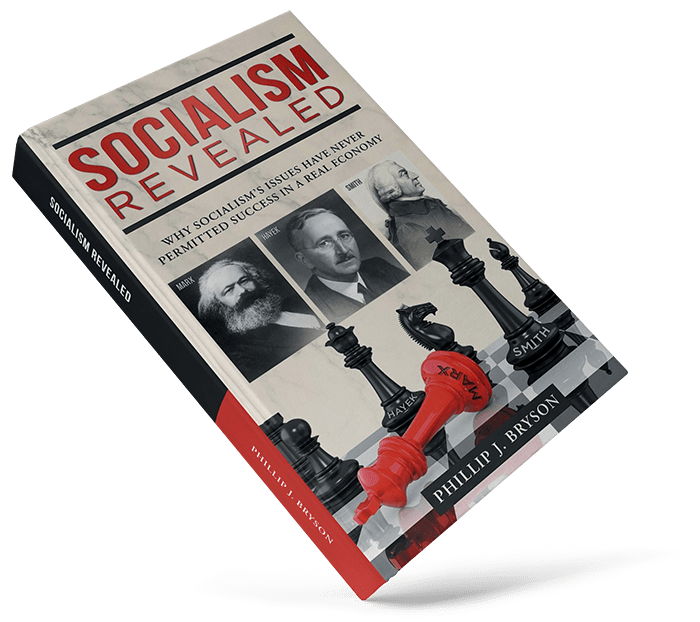 SOCIALISM
REVEALED
WHY SOCIALISM'S ISSUES HAVE NEVER
PERMITTED SUCCESS IN A REAL ECONOMY
MARX
HAYEK
SMITH
HAYEK
MARX
SMITH
PHILLIP J. BRYSON
SOCIALISM REVEALED
PHILLIP J. BRYSON